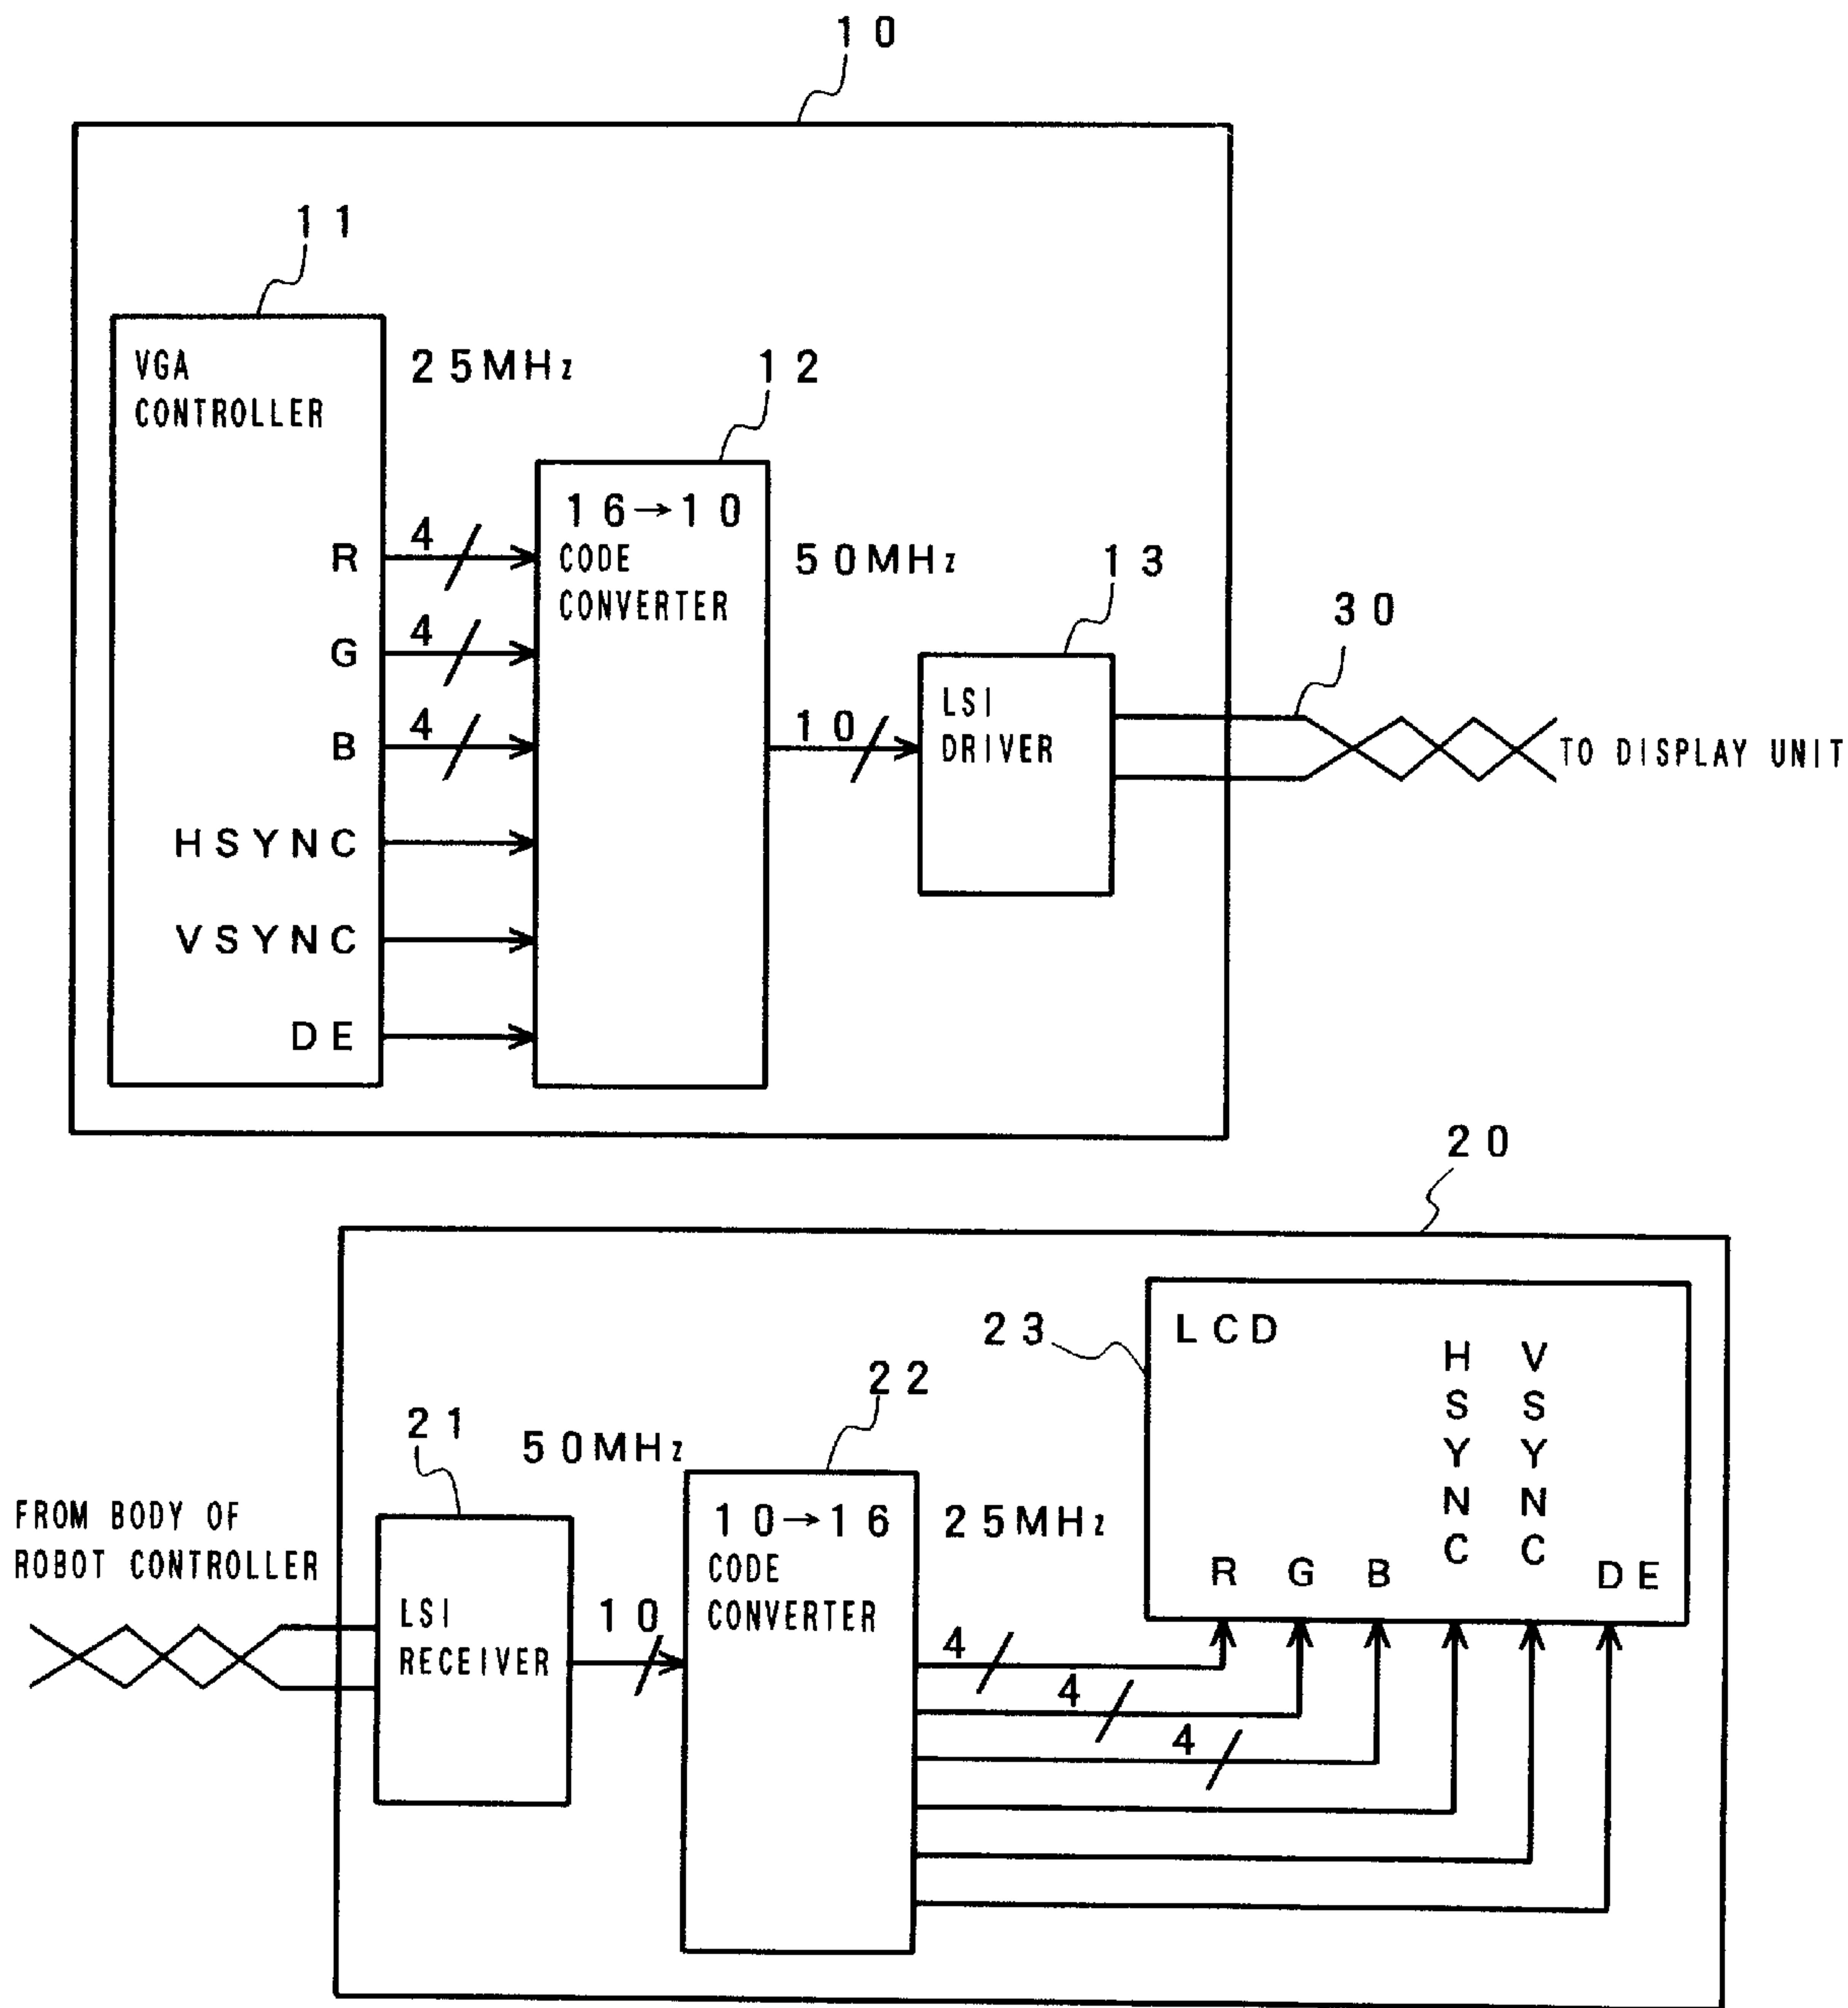 10
11
VGA
CONTROLLER
25MHz
12
16→10
CODE
CONVERTER
50MHz
13
30
R
4
G
4
B
4
HSYNC
VSYNC
DE
10
LSI
DRIVER
TO DISPLAY UNIT
20
23
LCD
HSYNC
VSYNC
R
G
B
DE
22
21
50MHz
10→16
CODE
CONVERTER
25MHz
FROM BODY OF
ROBOT CONTROLLER
LSI
RECEIVER
10
4
4
4